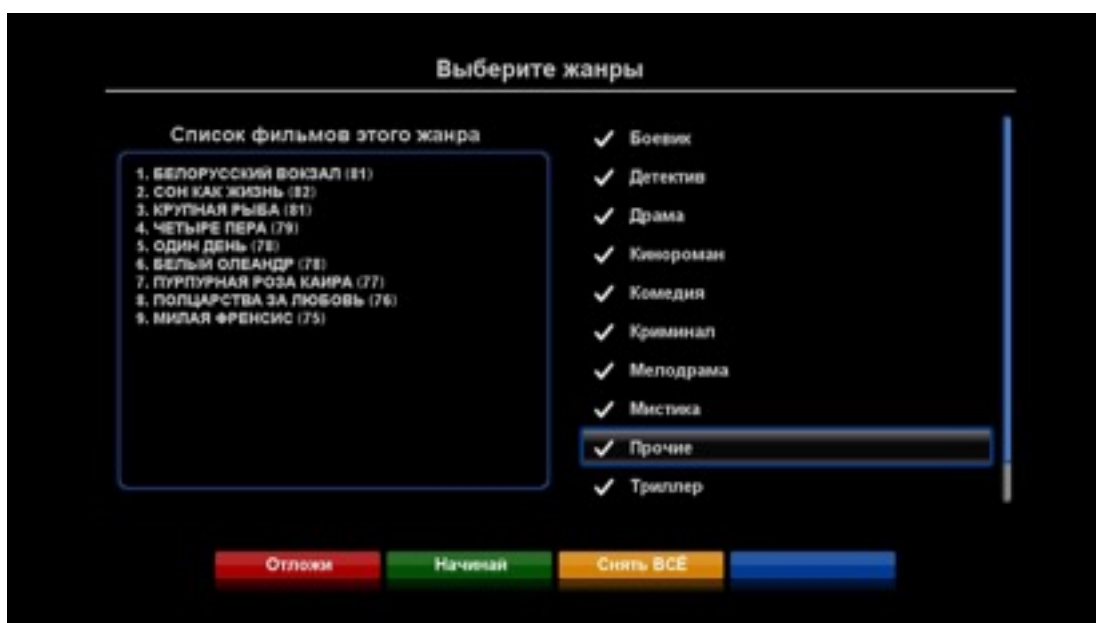 Выберите жанры
Список фильмов этого жанра
1. БЕЛОРУССКИЙ ВОКЗАЛ (81)
2. СОН КАК ЖИЗНЬ (82)
3. КРУПНАЯ РЫБА (81)
4. ЧЕТЫРЕ ПЕРА (79)
5. ОДИН ДЕНЬ (78)
6. БЕЛЫЙ ОЛЕАНДР (78)
7. ПУРПУРНАЯ РОЗА КАИРА (77)
8. ПОЛЦАРСТВА ЗА ЛЮБОВЬ (76)
9. МИЛАЯ ФРЕНСИС (75)
Боевик
Детектив
Драма
Кинороман
Комедия
Криминал
Мелодрама
Мистика
Прочие
Триллер
Отложи
Начинай
Снять ВСЁ